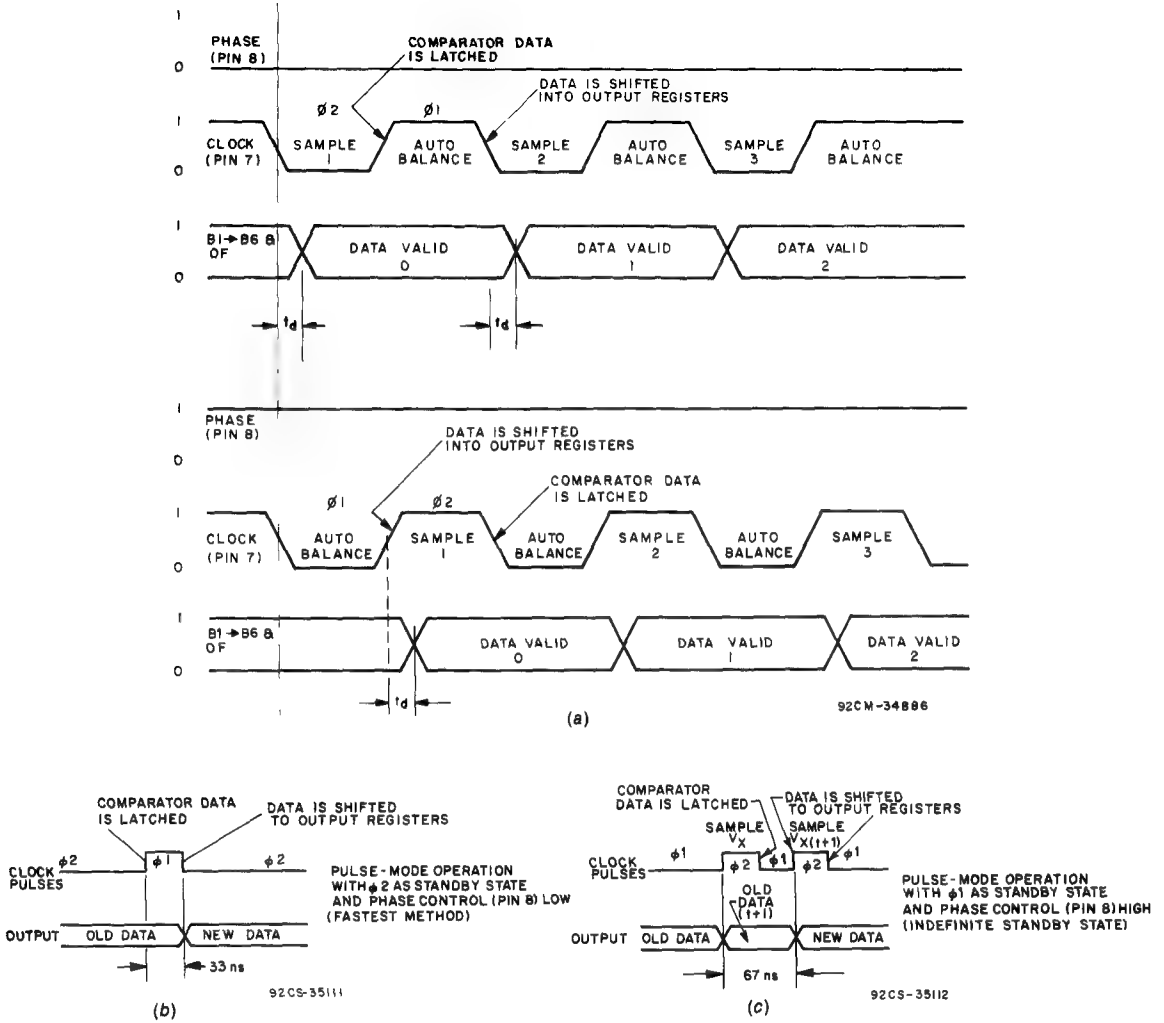 1
PHASE
(PIN 8)
0
COMPARATOR DATA
IS LATCHED
DATA IS SHIFTED
INTO OUTPUT REGISTERS
Ø2
Ø1
1
CLOCK
(PIN 7)
0
SAMPLE
1
AUTO
BALANCE
SAMPLE
2
AUTO
BALANCE
SAMPLE
3
AUTO
BALANCE
1
B1→B6 &
OF
0
DATA VALID
0
DATA VALID
1
DATA VALID
2
td
td
1
PHASE
(PIN 8)
0
DATA IS SHIFTED
INTO OUTPUT REGISTERS
COMPARATOR DATA
IS LATCHED
Ø1
Ø2
1
CLOCK
(PIN 7)
0
AUTO
BALANCE
SAMPLE
1
AUTO
BALANCE
SAMPLE
2
AUTO
BALANCE
SAMPLE
3
1
B1→B6 &
OF
0
DATA VALID
0
DATA VALID
1
DATA VALID
2
td
(a)
92CM-34886
COMPARATOR DATA
IS LATCHED
DATA IS SHIFTED
TO OUTPUT REGISTERS
CLOCK
PULSES
ϕ2
ϕ1
ϕ2
PULSE-MODE OPERATION
WITH ϕ2 AS STANDBY STATE
AND PHASE CONTROL (PIN 8) LOW
(FASTEST METHOD)
OUTPUT
OLD DATA
NEW DATA
33 ns
92CS-35111
(b)
COMPARATOR
DATA IS LATCHED
DATA IS SHIFTED
TO OUTPUT REGISTERS
SAMPLE
VX
SAMPLE
VX(t+1)
CLOCK
PULSES
ϕ1
ϕ2
ϕ1
ϕ2
ϕ1
PULSE-MODE OPERATION
WITH ϕ1 AS STANDBY STATE
AND PHASE CONTROL (PIN 8) HIGH
(INDEFINITE STANDBY STATE)
OLD
DATA
(t+1)
OUTPUT
OLD DATA
NEW DATA
67 ns
92CS-35112
(c)